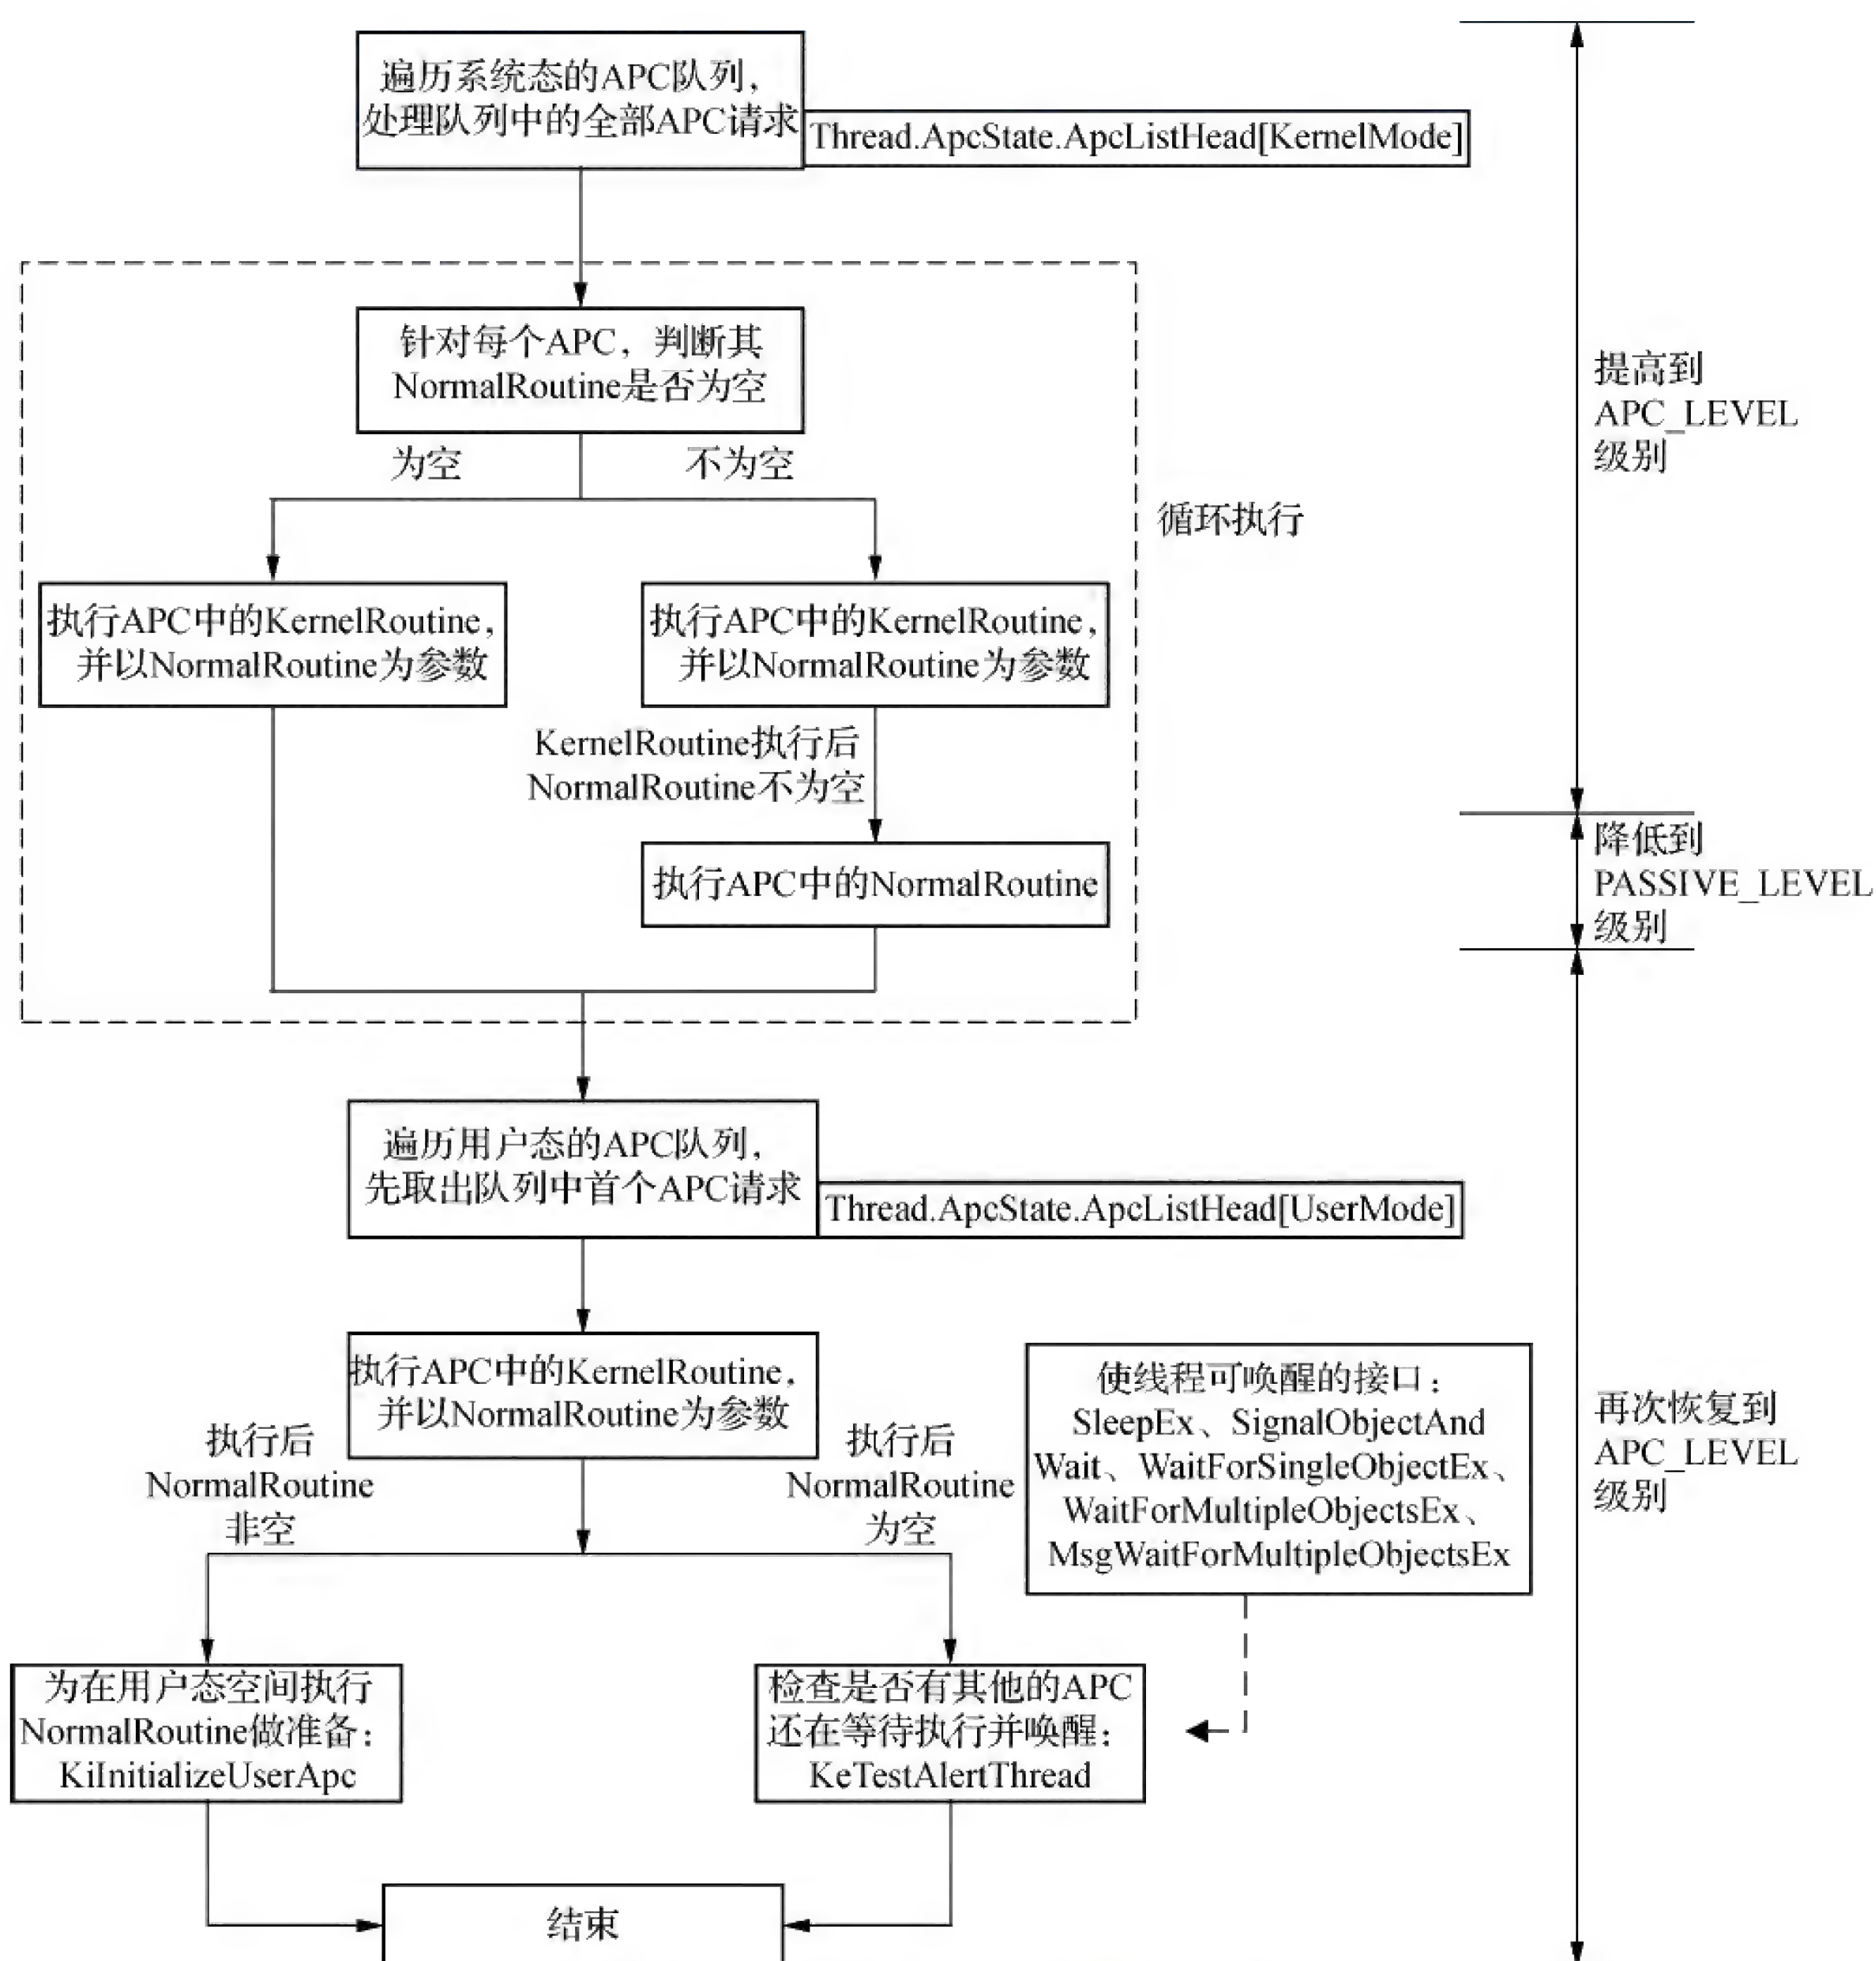 遍历系统态的APC队列，
处理队列中的全部APC请求
Thread.ApcState.ApcListHead[KernelMode]
针对每个APC，判断其
NormalRoutine是否为空
为空
不为空
循环执行
执行APC中的KernelRoutine，
并以NormalRoutine为参数
执行APC中的KernelRoutine，
并以NormalRoutine为参数
KernelRoutine执行后
NormalRoutine不为空
执行APC中的NormalRoutine
提高到
APC_LEVEL
级别
降低到
PASSIVE_LEVEL
级别
遍历用户态的APC队列，
先取出队列中首个APC请求
Thread.ApcState.ApcListHead[UserMode]
执行APC中的KernelRoutine，
并以NormalRoutine为参数
执行后
NormalRoutine
非空
执行后
NormalRoutine
为空
使线程可唤醒的接口：
SleepEx、SignalObjectAnd
Wait、WaitForSingleObjectEx、
WaitForMultipleObjectsEx、
MsgWaitForMultipleObjectsEx
再次恢复到
APC_LEVEL
级别
为在用户态空间执行
NormalRoutine做准备：
KiInitializeUserApc
检查是否有其他的APC
还在等待执行并唤醒：
KeTestAlertThread
结束